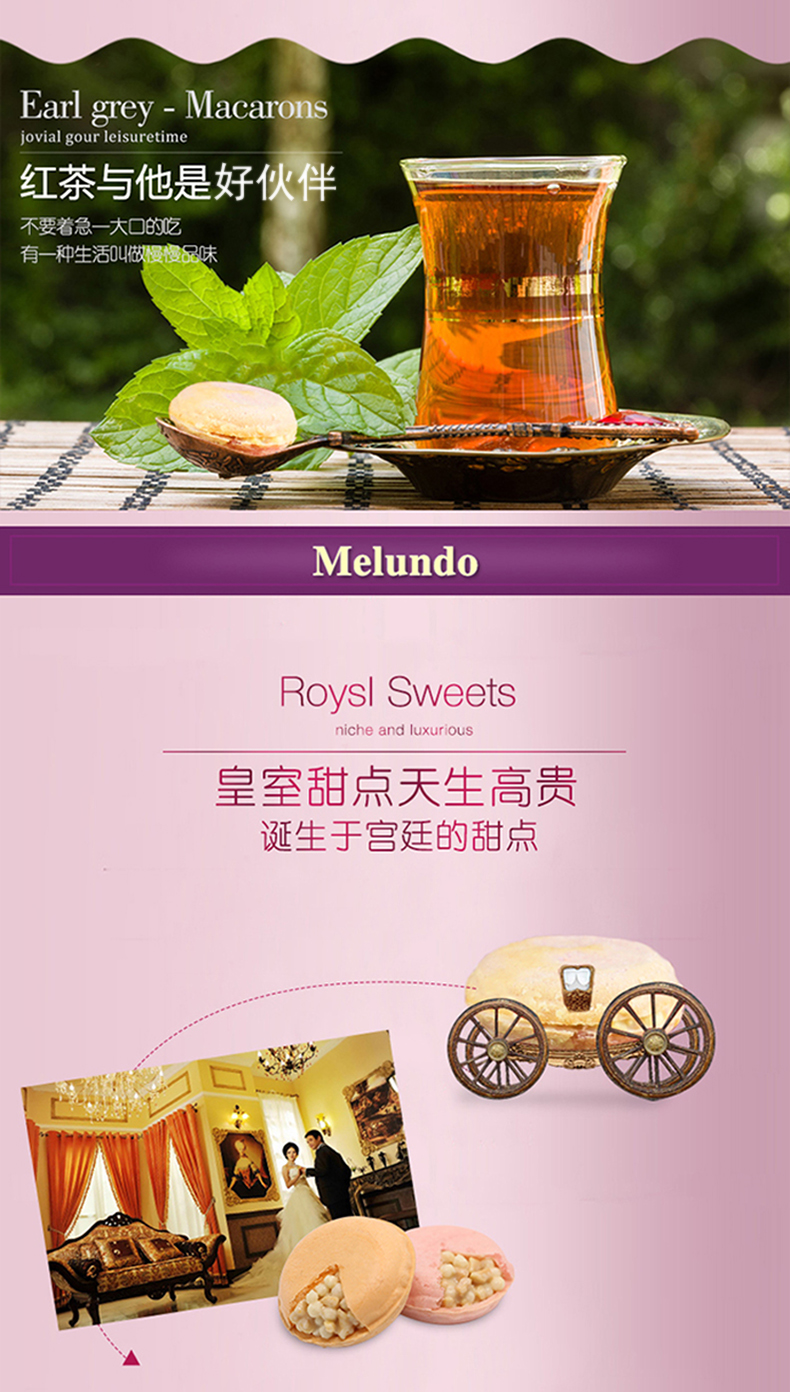 Earl grey - Macarons
jovial gour leisuretime
红茶与他是好伙伴
不要着急一大口的吃
有一种生活叫做慢慢品味
Melundo
Roysl Sweets
niche and luxurious
皇室甜点天生高贵
诞生于宫廷的甜点